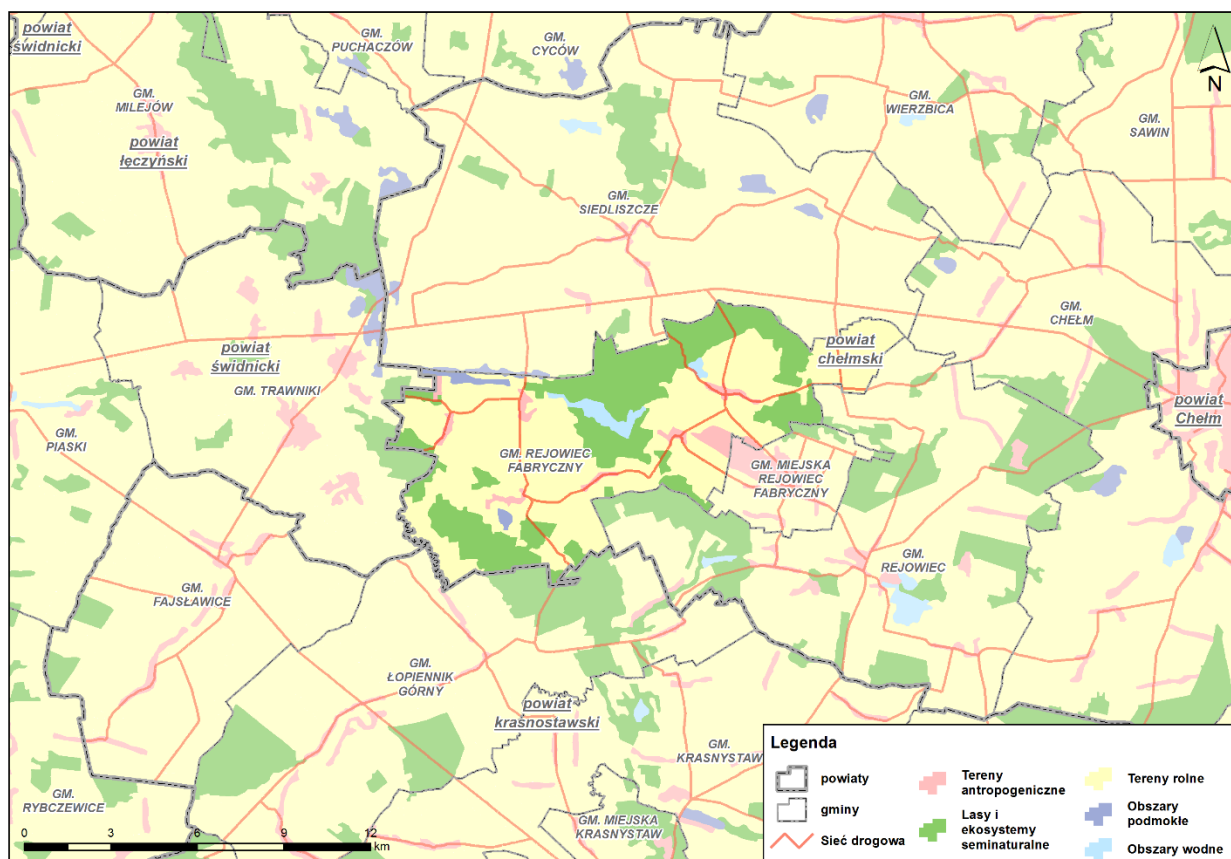 powiat
świdnicki
GM.
PUCHACZÓW
GM.
CYCÓW
GM.
MILEJÓW
powiat
łęczyński
GM.
WIERZBICA
GM.
SAWIN
N
GM.
SIEDLISZCZE
GM.
CHEŁM
powiat
świdnicki
GM. TRAWNIKI
powiat
chełmski
powiat
Chełm
GM.
PIASKI
GM. REJOWIEC
FABRYCZNY
GM. MIEJSKA
REJOWIEC
FABRYCZNY
GM.
REJOWIEC
GM.
FAJSŁAWICE
GM.
ŁOPIENNIK
GÓRNY
powiat
kraśnostawski
GM.
KRASNYSTAW
GM.
RYBCZEWICE
GM. MIEJSKA
KRASNYSTAW
0 3 6 9 12
km
Legenda
powiaty
gminy
Sieć drogowa
Tereny
antropogeniczne
Lasy i
ekosystemy
seminaturalne
Tereny rolne
Obszary
podmokłe
Obszary wodne